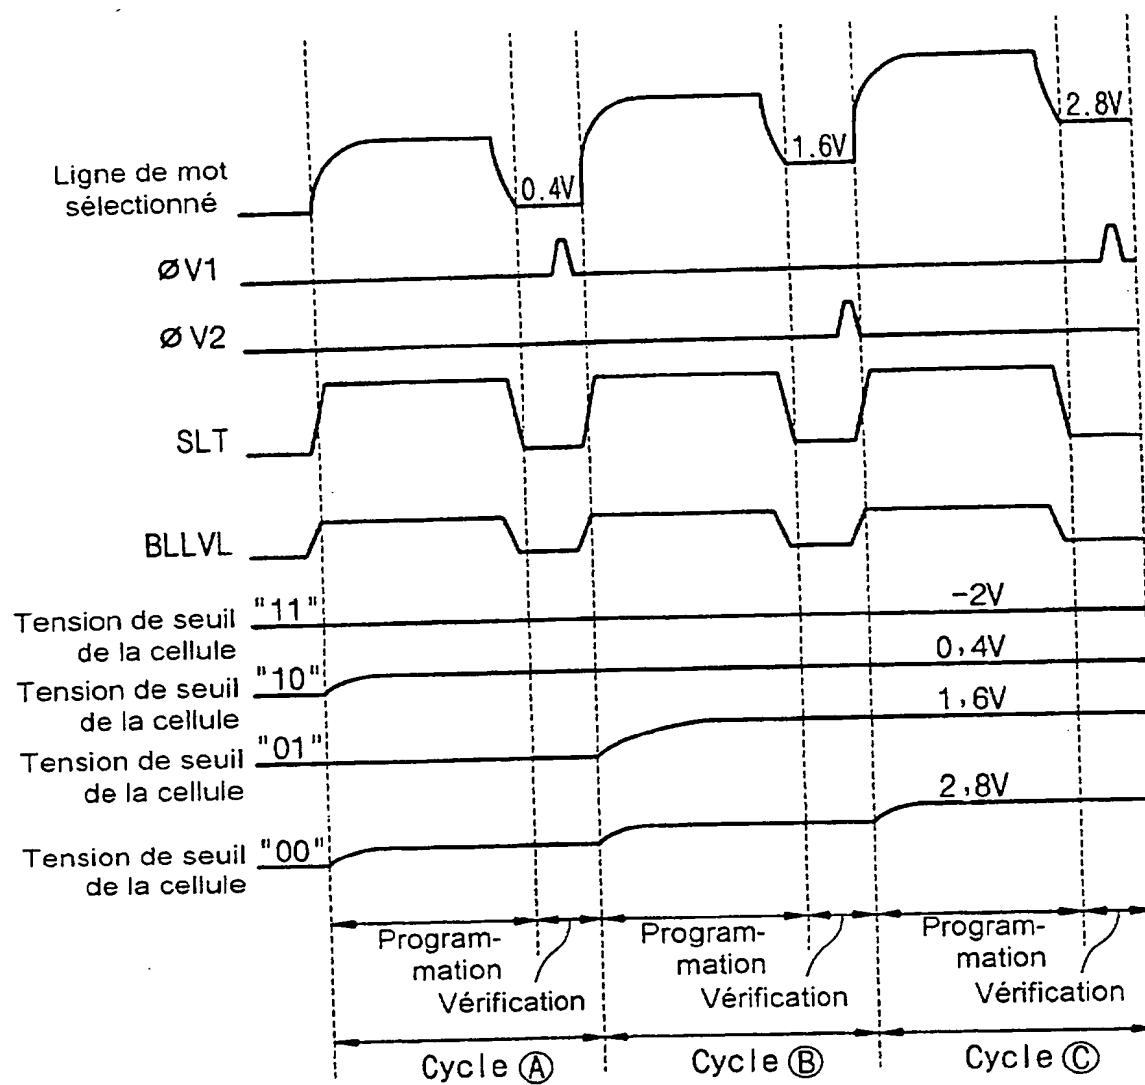 2.8V
1.6V
0.4V
Ligne de mot
sélectionné
ØV1
ØV2
SLT
BLLVL
Tension de seuil "11"
de la cellule
-2V
Tension de seuil "10"
de la cellule
0,4V
Tension de seuil "01"
de la cellule
1,6V
Tension de seuil "00"
de la cellule
2,8V
Program-
mation
Vérification
Program-
mation
Vérification
Program-
mation
Vérification
Cycle Ⓐ
Cycle Ⓑ
Cycle Ⓒ